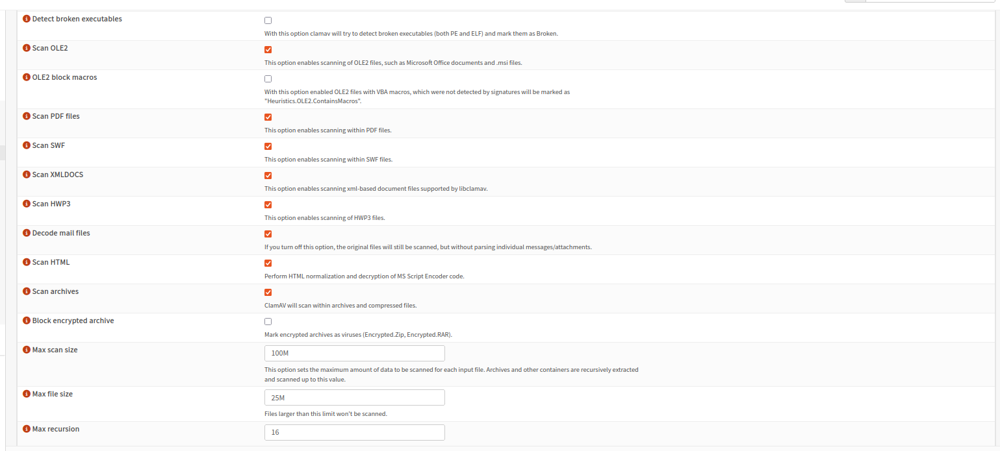 Detect broken executables
With this option clamav will try to detect broken executables (both PE and ELF) and mark them as Broken.
Scan OLE2
This option enables scanning of OLE2 files, such as Microsoft Office documents and .msi files.
OLE2 block macros
With this option enabled OLE2 files with VBA macros, which were not detected by signatures will be marked as
"Heuristics.OLE2.ContainsMacros".
Scan PDF files
This option enables scanning within PDF files.
Scan SWF
This option enables scanning within SWF files.
Scan XMLDOCS
This option enables scanning xml-based document files supported by libclamav.
Scan HWP3
This option enables scanning of HWP3 files.
Decode mail files
If you turn off this option, the original files will still be scanned, but without parsing individual messages/attachments.
Scan HTML
Perform HTML normalization and decryption of MS Script Encoder code.
Scan archives
ClamAV will scan within archives and compressed files.
Block encrypted archive
Mark encrypted archives as viruses (Encrypted.Zip, Encrypted.RAR).
Max scan size
100M
This option sets the maximum amount of data to be scanned for each input file. Archives and other containers are recursively extracted
and scanned up to this value.
Max file size
25M
Files larger than this limit won't be scanned.
Max recursion
16